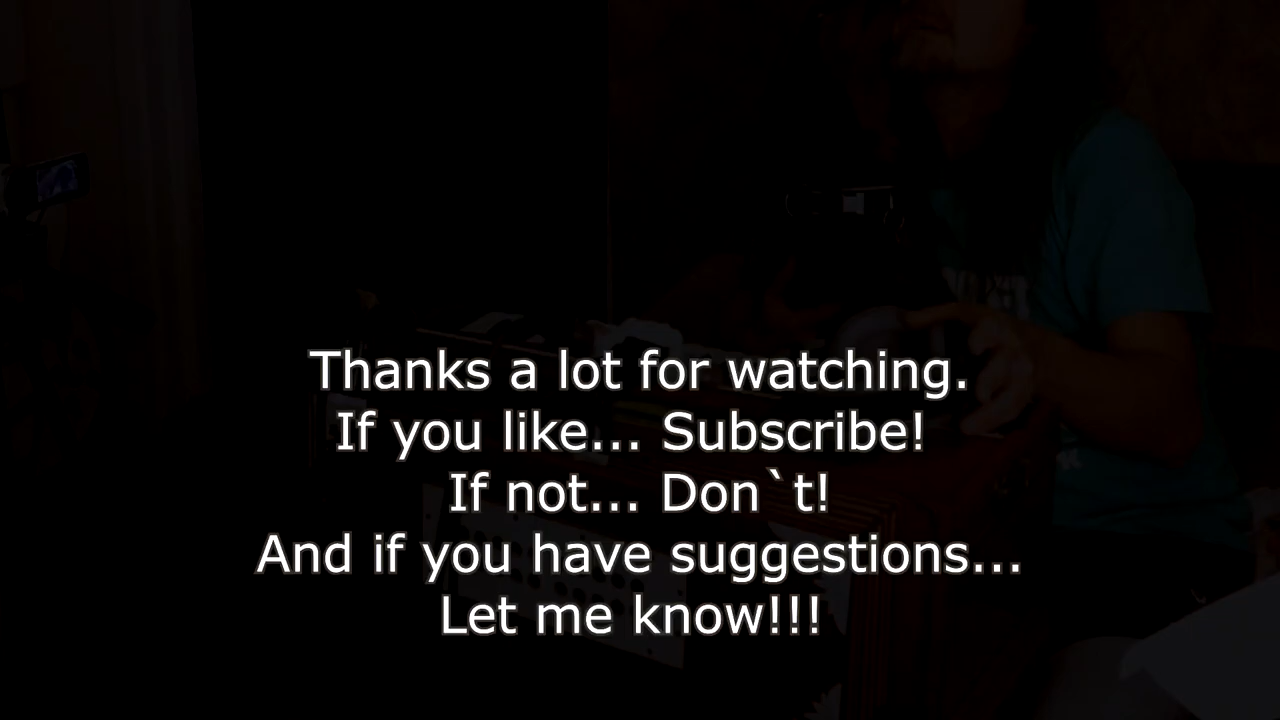 Thanks a lot for watching.
If you like... Subscribe!
If not... Don`t!
And if you have suggestions...
Let me know!!!